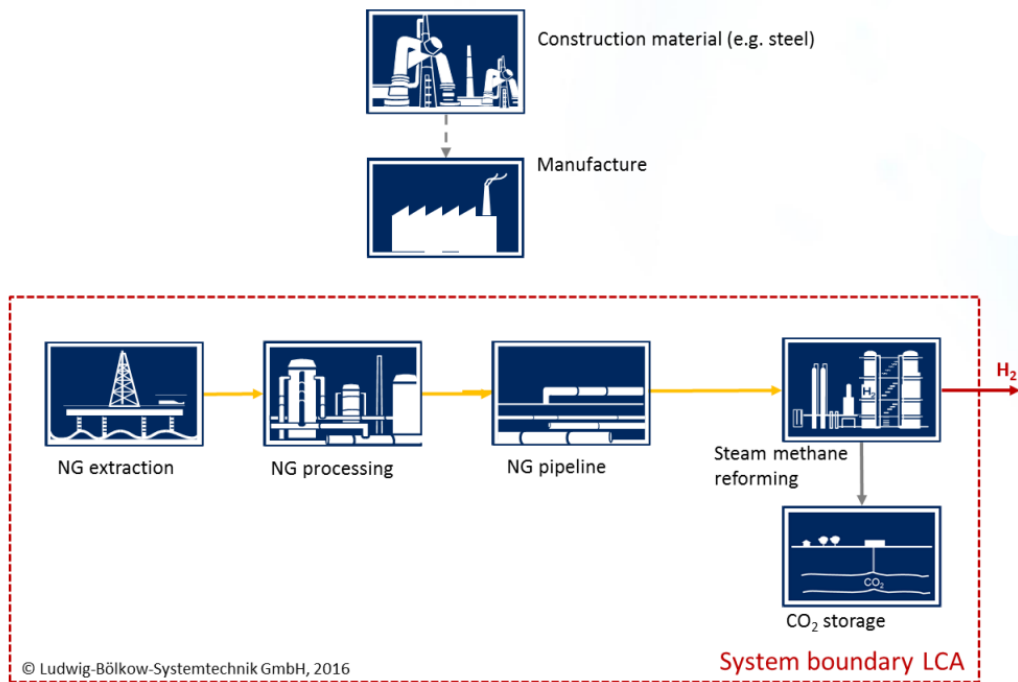 Construction material (e.g. steel)
Manufacture
H₂
H₂
NG extraction
NG processing
NG pipeline
Steam methane
reforming
CO₂
CO₂ storage
© Ludwig-Bölkow-Systemtechnik GmbH, 2016
System boundary LCA